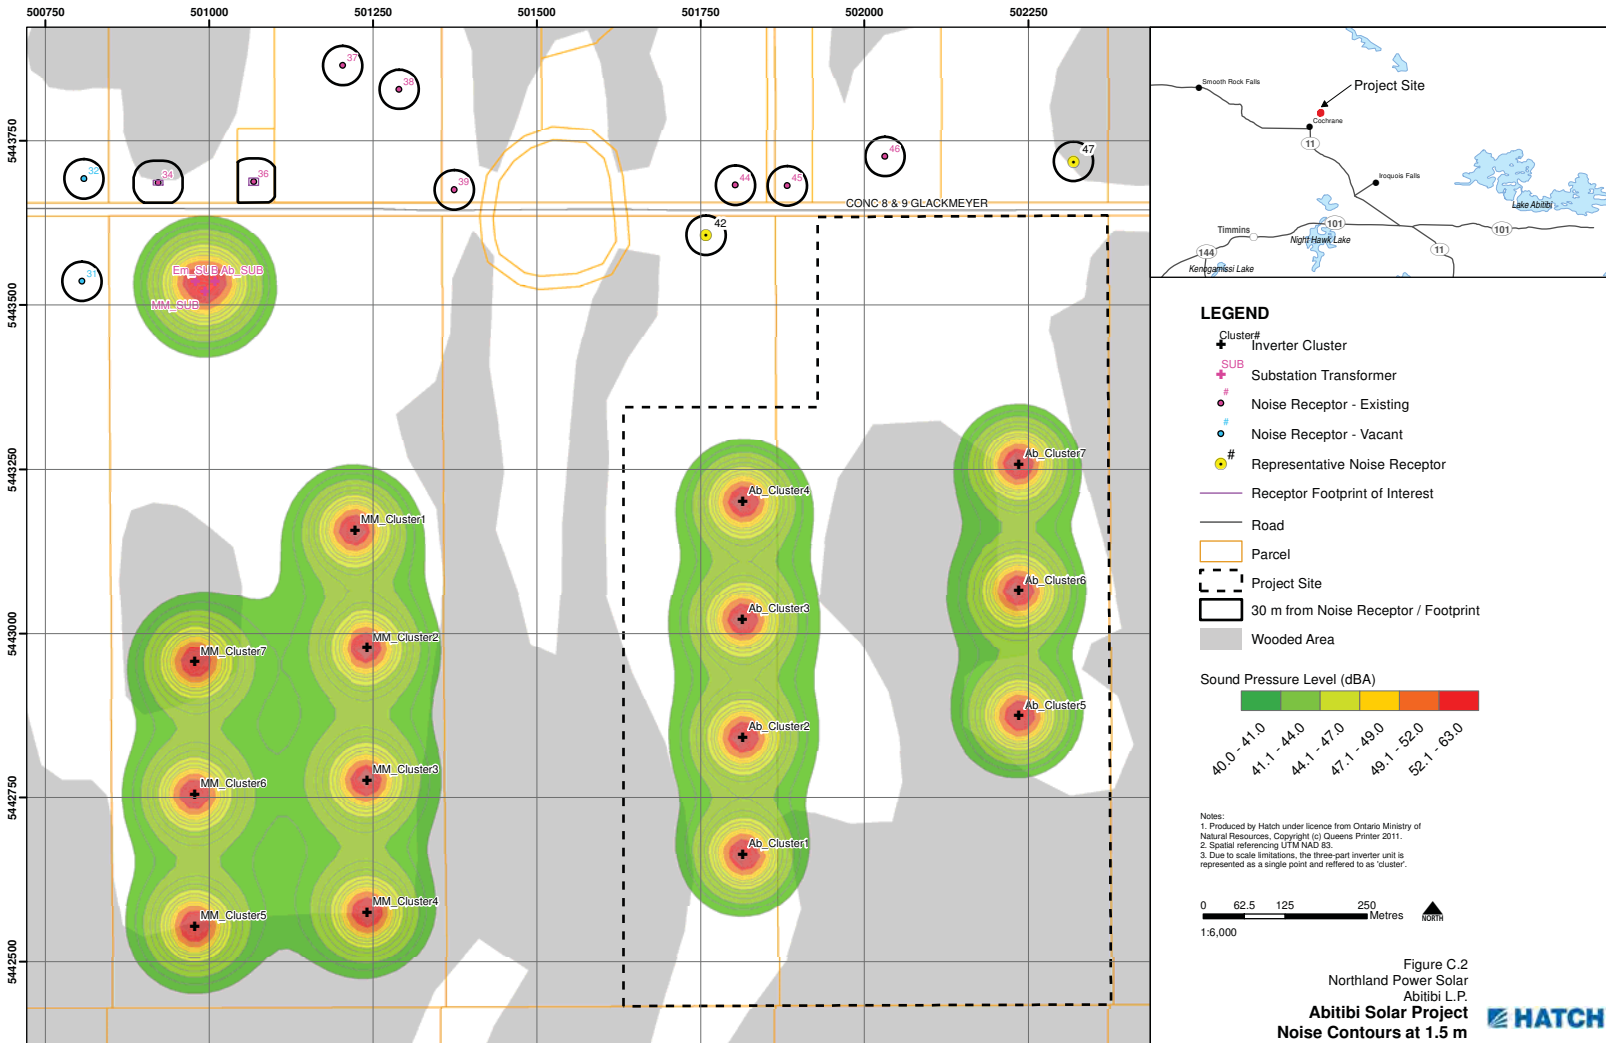 500750
501000
501250
501500
501750
502000
502250
5443750
5443500
5443250
5443000
5442750
5442500
37
38
32
34
36
39
44
45
46
47
42
31
CONC 8 & 9 GLACKMEYER
Em_SUB
Ab_SUB
MM_SUB
MM_Cluster1
MM_Cluster2
MM_Cluster7
MM_Cluster3
MM_Cluster6
MM_Cluster4
MM_Cluster5
Ab_Cluster4
Ab_Cluster3
Ab_Cluster2
Ab_Cluster1
Ab_Cluster7
Ab_Cluster6
Ab_Cluster5
Smooth Rock Falls
Project Site
Cochrane
11
Iroquois Falls
Lake Abitibi
Timmins
101
101
Night Hawk Lake
144
11
Kenogamissi Lake
LEGEND
Cluster#
Inverter Cluster
SUB
Substation Transformer
#
Noise Receptor - Existing
#
Noise Receptor - Vacant
#
Representative Noise Receptor
Receptor Footprint of Interest
Road
Parcel
Project Site
30 m from Noise Receptor / Footprint
Wooded Area
Sound Pressure Level (dBA)
40.0 - 41.0
41.1 - 44.0
44.1 - 47.0
47.1 - 49.0
49.1 - 52.0
52.1 - 63.0
Notes:
1. Produced by Hatch under licence from Ontario Ministry of
Natural Resources, Copyright (c) Queens Printer 2011.
2. Spatial referencing UTM NAD 83.
3. Due to scale limitations, the three-part inverter unit is
represented as a single point and reffered to as 'cluster'.
0 62.5 125 250
Metres
NORTH
1:6,000
Figure C.2
Northland Power Solar
Abitibi L.P.
Abitibi Solar Project
Noise Contours at 1.5 m
HATCH